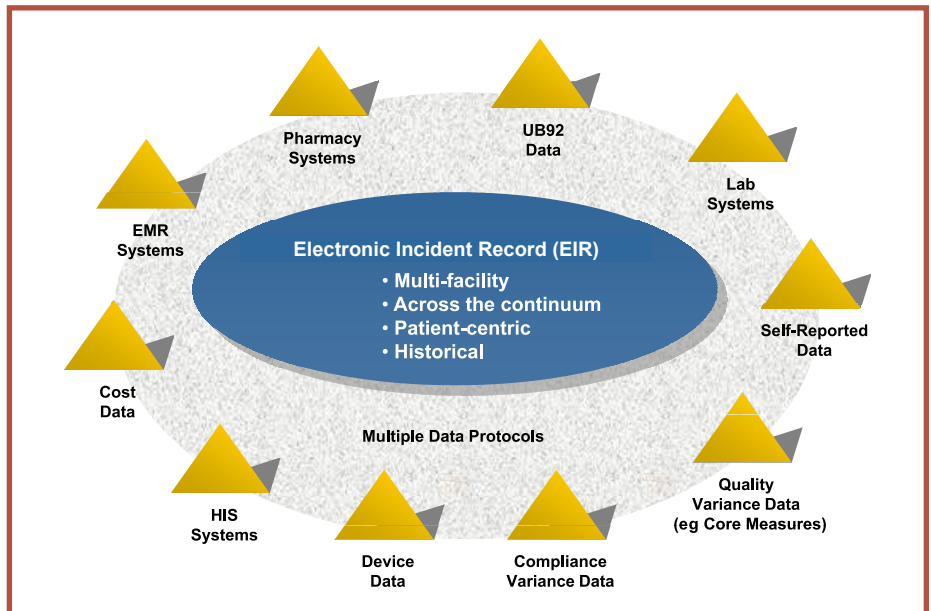 Pharmacy
Systems
UB92
Data
Lab
Systems
EMR
Systems
Electronic Incident Record (EIR)
• Multi-facility
• Across the continuum
• Patient-centric
• Historical
Self-Reported
Data
Cost
Data
Multiple Data Protocols
Quality
Variance Data
(eg Core Measures)
HIS
Systems
Device
Data
Compliance
Variance Data